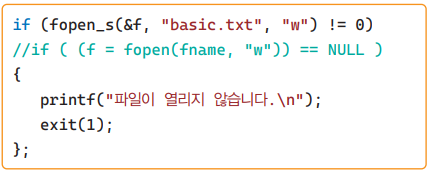 if (fopen_s(&f, "basic.txt", "w") != 0)
//if ( (f = fopen(fname, "w")) == NULL )
{
   printf("파일이 열리지 않습니다.\n");
   exit(1);
};